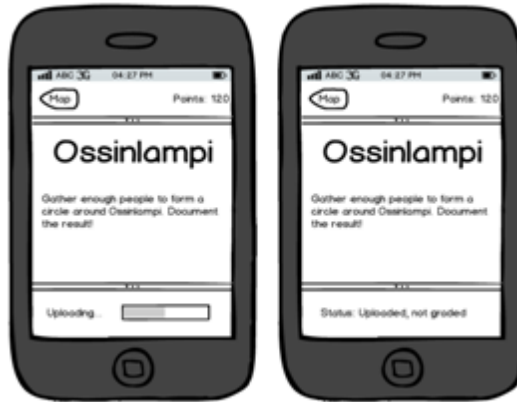 ABC 3G 04:27 PM
Map Points: 120
Ossinlampi
Gather enough people to form a
circle around Ossinlampi. Document
the result!
Uploading...
ABC 3G 04:27 PM
Map Points: 120
Ossinlampi
Gather enough people to form a
circle around Ossinlampi. Document
the result!
Status: Uploaded, not graded